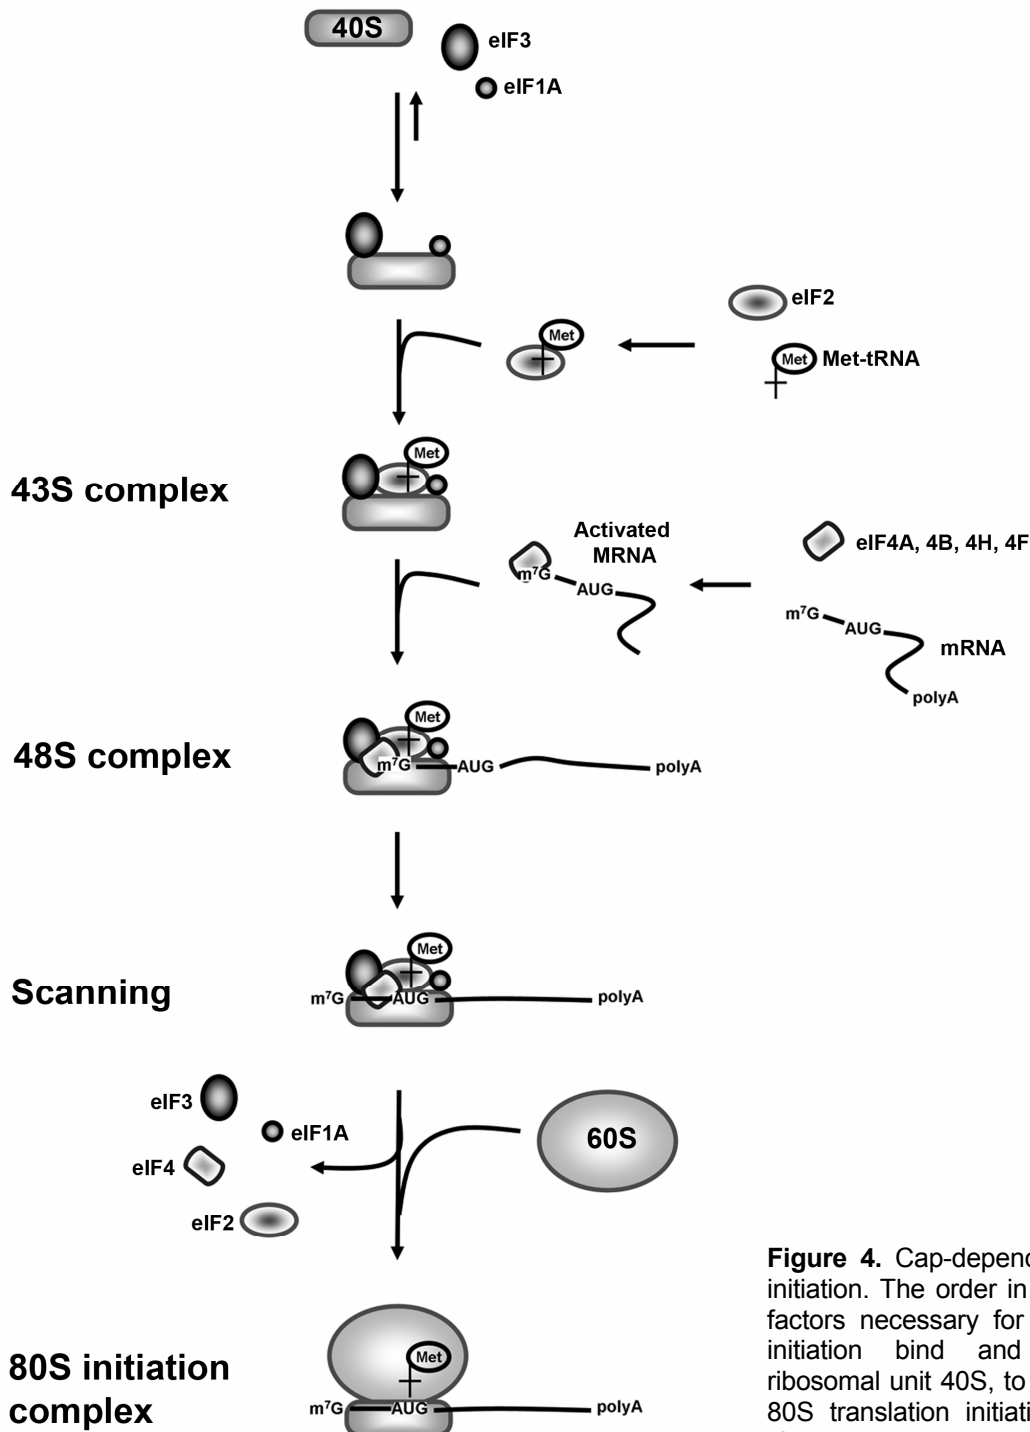 40S
eIF3
eIF1A
eIF2
Met
Met
Met-tRNA
Met
43S complex
Activated
MRNA
eIF4A, 4B, 4H, 4F
m⁷G
AUG
m⁷G
AUG
mRNA
polyA
Met
48S complex
m⁷G
AUG
polyA
Met
Scanning
m⁷G
AUG
polyA
eIF3
eIF1A
60S
eIF4
eIF2
Figure 4. Cap-depend
initiation. The order in
factors necessary for
initiation bind and
ribosomal unit 40S, to
80S translation initiati
80S initiation
complex
Met
m⁷G
AUG
polyA